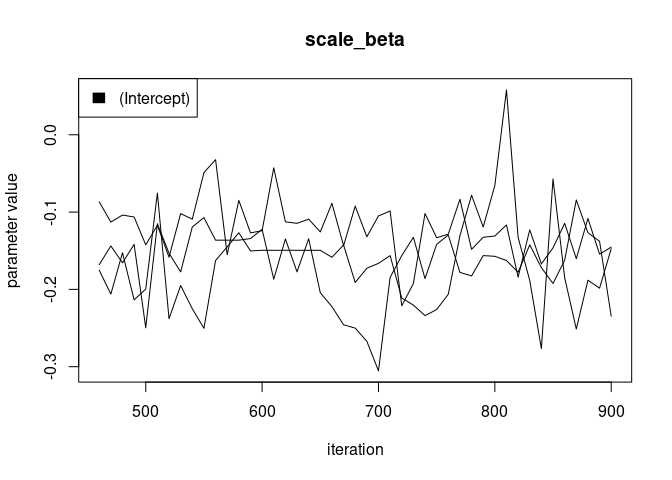 scale_beta
(Intercept)
parameter value
0.0
-0.1
-0.2
-0.3
500 600 700 800 900
iteration